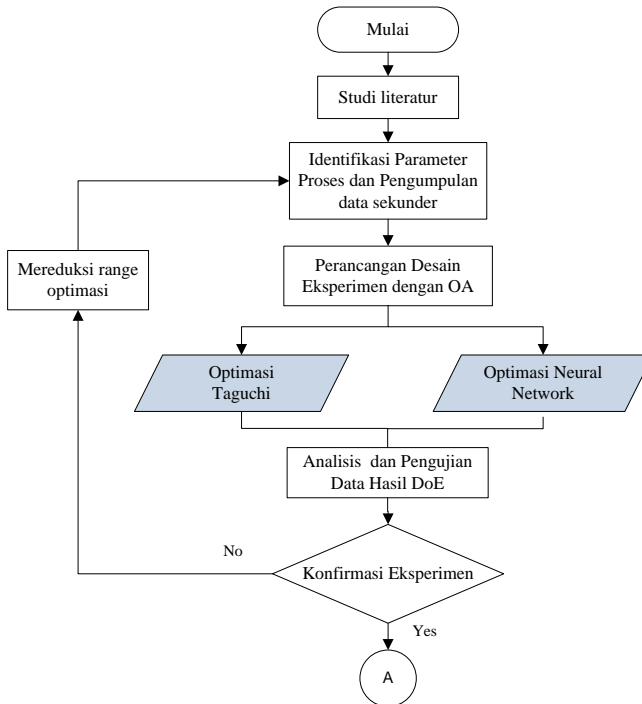 Mulai
Studi literatur
Identifikasi Parameter
Proses dan Pengumpulan
data sekunder
Mereduksi range
optimasi
Perancangan Desain
Eksperimen dengan OA
Optimasi
Taguchi
Optimasi Neural
Network
Analisis dan Pengujian
Data Hasil DoE
No
Konfirmasi Eksperimen
Yes
A